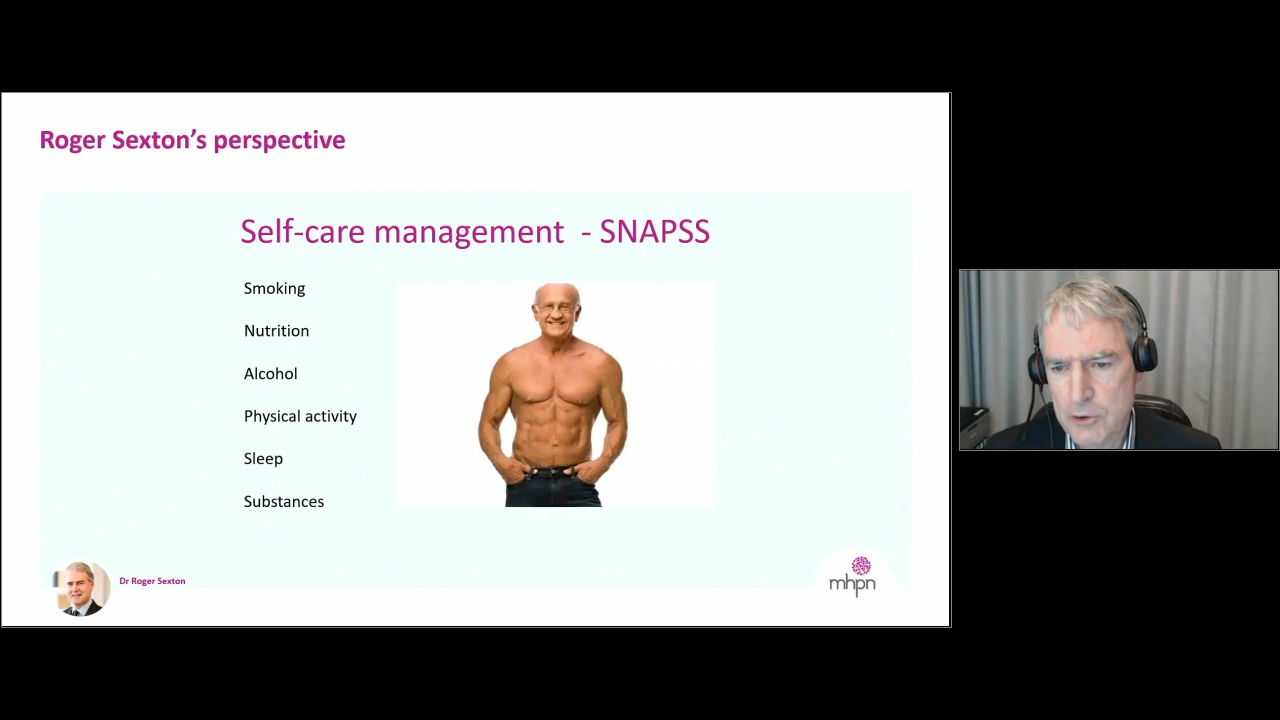 Roger Sexton’s perspective
Self-care management - SNAPSS
Smoking
Nutrition
Alcohol
Physical activity
Sleep
Substances
Dr Roger Sexton
mhpn